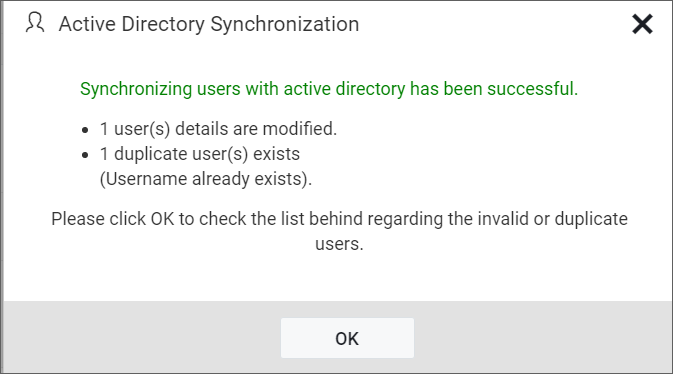 Active Directory Synchronization
Synchronizing users with active directory has been successful.
1 user(s) details are modified.
1 duplicate user(s) exists
(Username already exists).
Please click OK to check the list behind regarding the invalid or duplicate
users.
OK